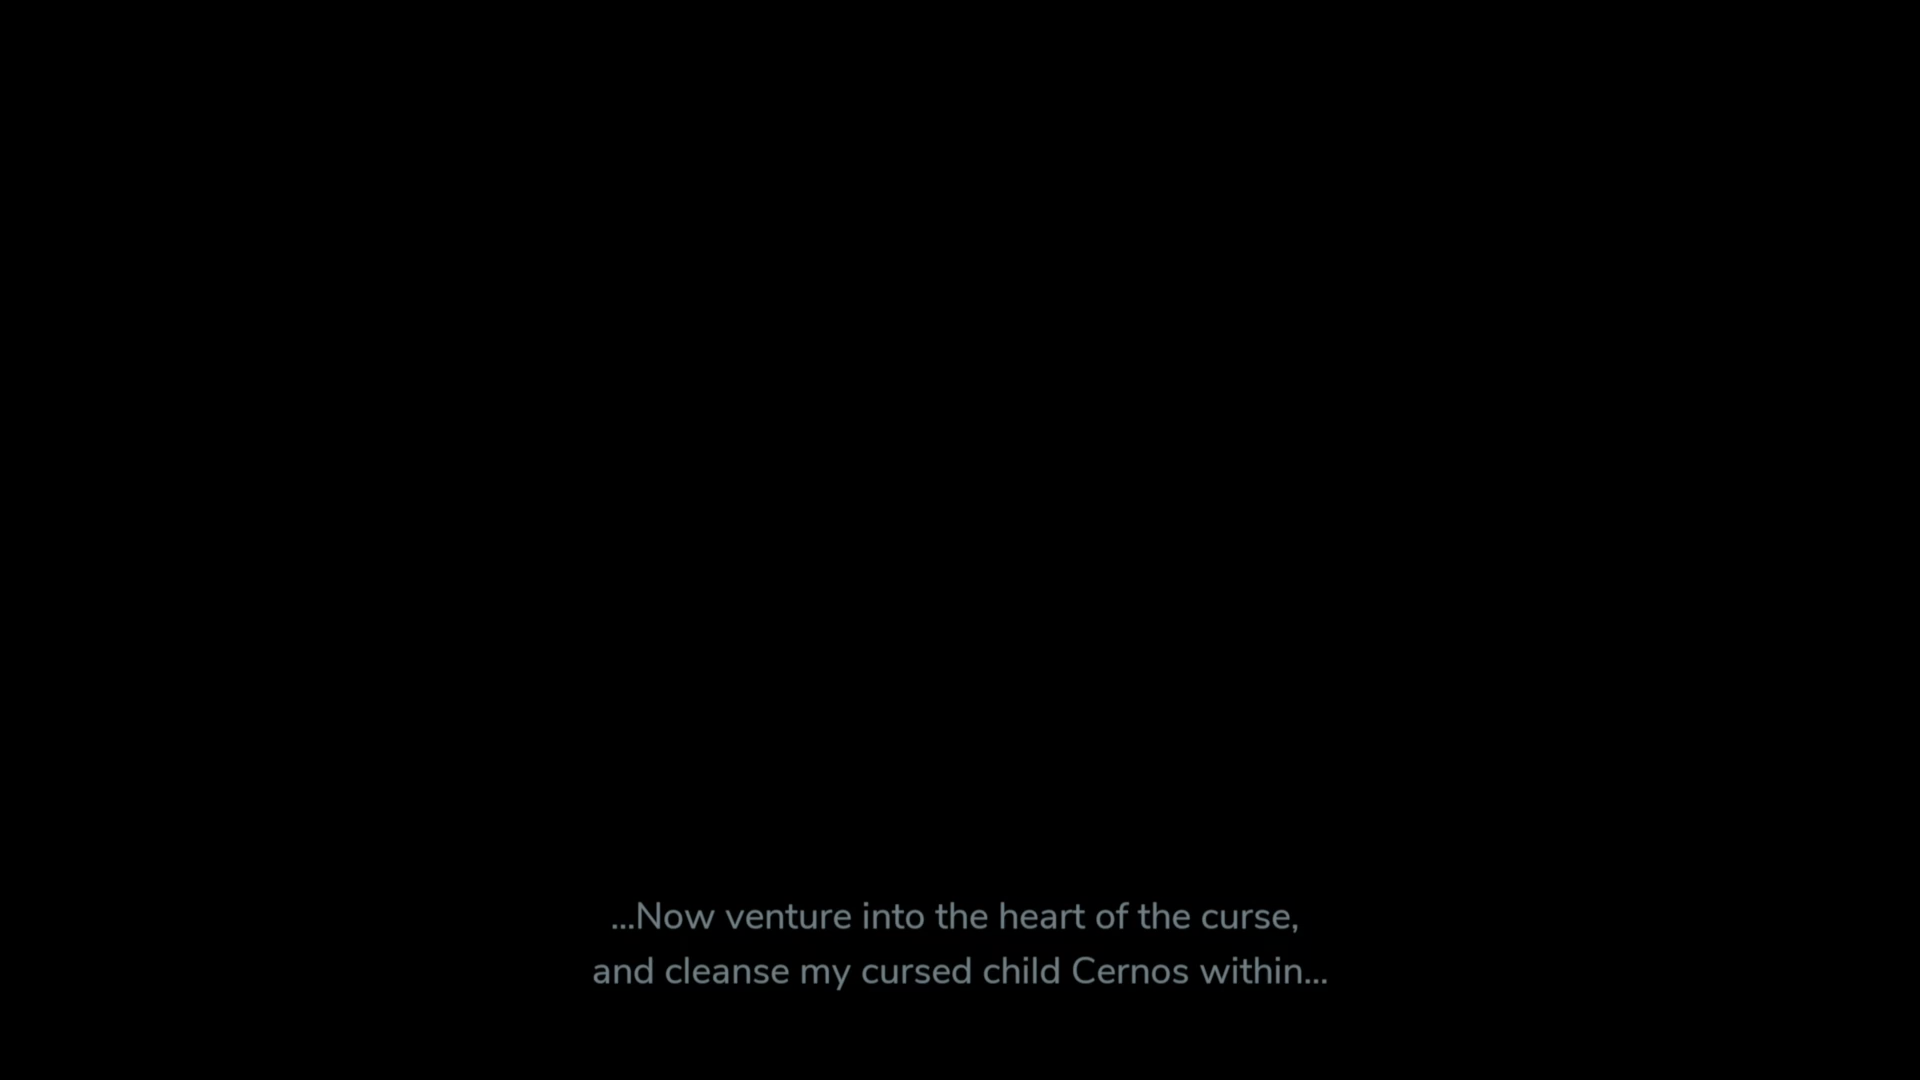 ...Now venture into the heart of the curse,
and cleanse my cursed child Cernos within...